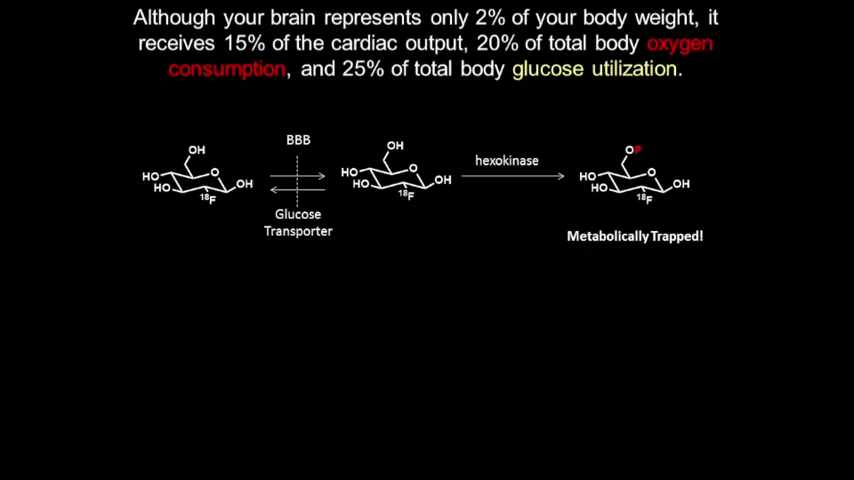 Although your brain represents only 2% of your body weight, it
receives 15% of the cardiac output, 20% of total body oxygen
consumption, and 25% of total body glucose utilization.
BBB
OH
HO
HO
O
OH
18F
Glucose
Transporter
OH
HO
HO
O
OH
18F
hexokinase
OP
HO
HO
O
OH
18F
Metabolically Trapped!